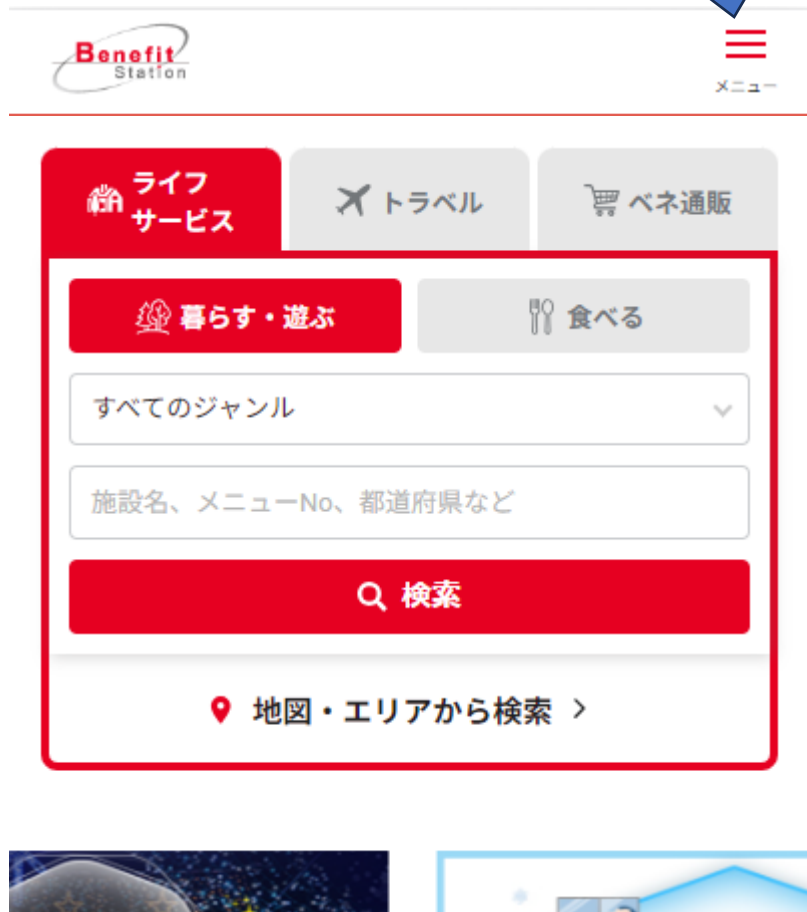 Benefit
Station
メニュー
ライフ
サービス
トラベル
ベネ通販
暮らす・遊ぶ
食べる
すべてのジャンル
施設名、メニューNo、都道府県など
検索
地図・エリアから検索